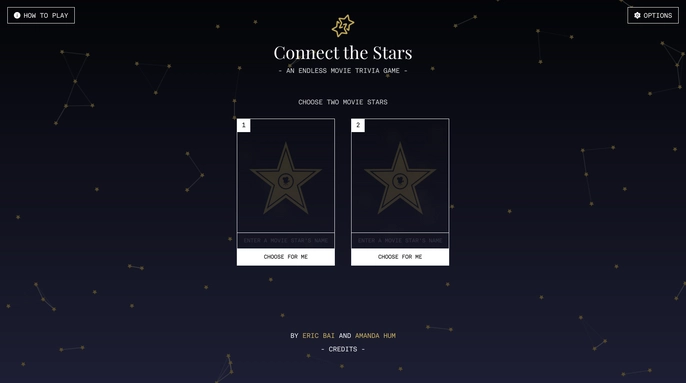 HOW TO PLAY
OPTIONS
Connect the Stars
- AN ENDLESS MOVIE TRIVIA GAME -
CHOOSE TWO MOVIE STARS
1
2
ENTER A MOVIE STAR'S NAME
ENTER A MOVIE STAR'S NAME
CHOOSE FOR ME
CHOOSE FOR ME
BY ERIC BAI AND AMANDA HUM
- CREDITS -